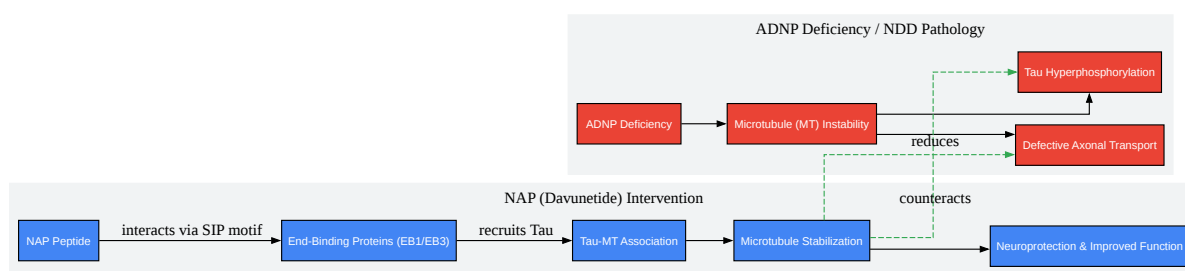 ADNP Deficiency / NDD Pathology
Tau Hyperphosphorylation
ADNP Deficiency
Microtubule (MT) Instability
reduces
Defective Axonal Transport
NAP (Davunetide) Intervention
counteracts
NAP Peptide
interacts via SIP motif
End-Binding Proteins (EB1/EB3)
recruits Tau
Tau-MT Association
Microtubule Stabilization
Neuroprotection & Improved Function